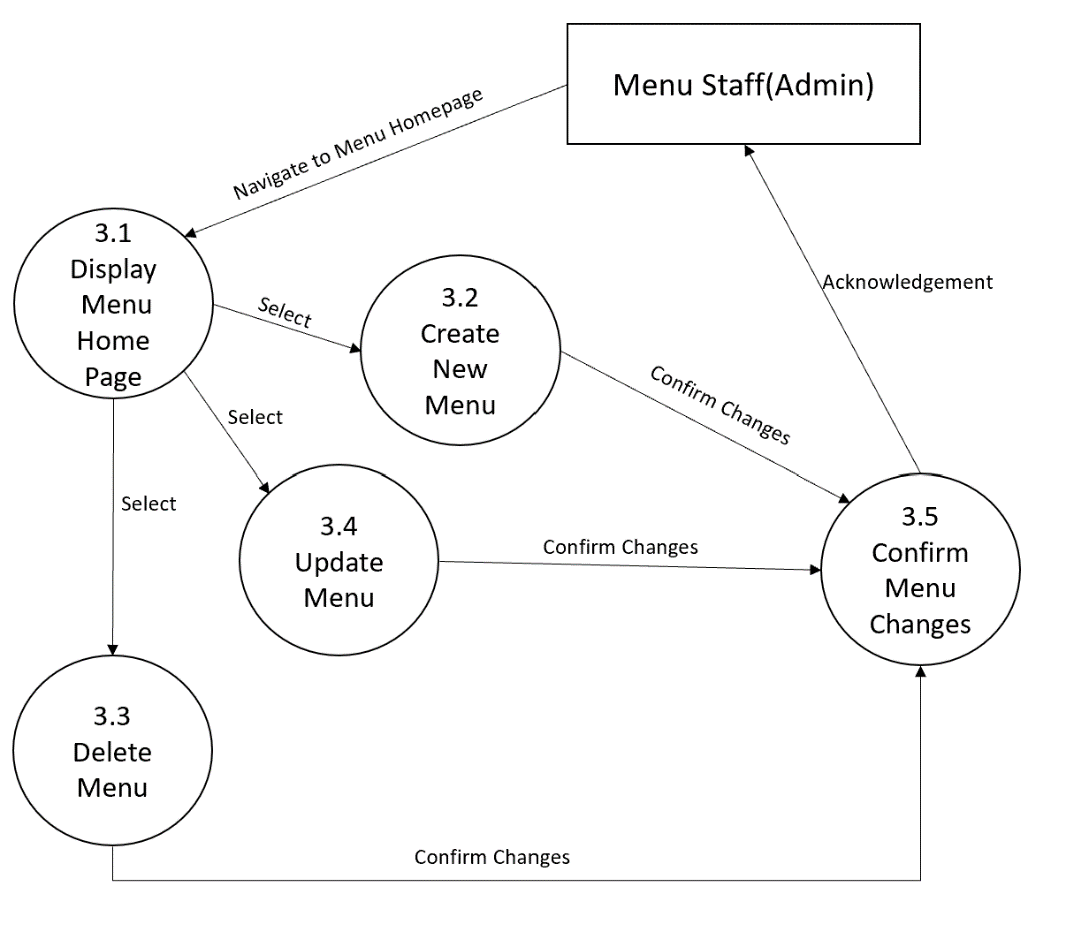 Menu Staff(Admin)
Navigate to Menu Homepage
3.1
Display
Menu
Home
Page
Select
3.2
Create
New
Menu
Acknowledgement
Confirm Changes
Select
Select
3.4
Update
Menu
Confirm Changes
3.5
Confirm
Menu
Changes
3.3
Delete
Menu
Confirm Changes